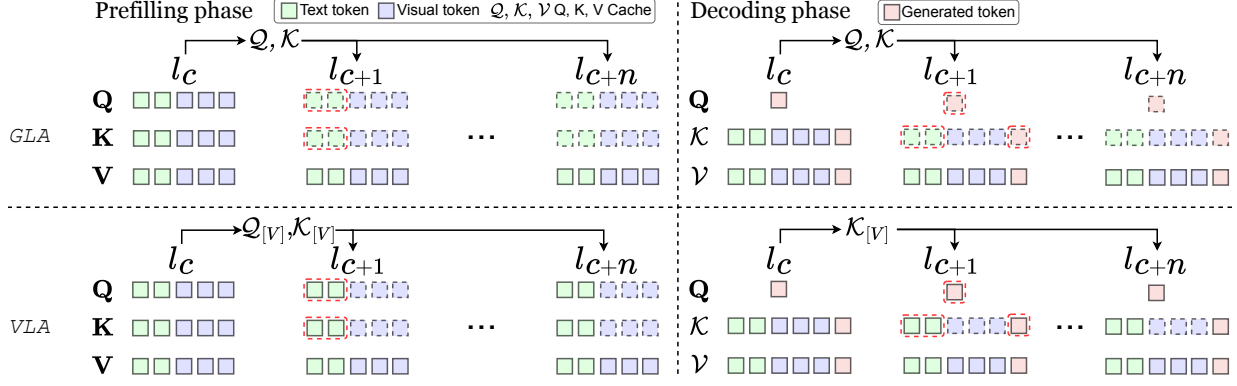 Prefilling phase
Text token Visual token 𝒬, 𝒦, 𝒱 Q, K, V Cache
Decoding phase
Generated token
𝒬, 𝒦
l_c l_{c+1} l_{c+n}
Q
GLA K ...
V
𝒬, 𝒦
l_c l_{c+1} l_{c+n}
Q
𝒦 ...
𝒱
𝒬_{[V]},𝒦_{[V]}
l_c l_{c+1} l_{c+n}
Q
VLA K ...
V
𝒦_{[V]}
l_c l_{c+1} l_{c+n}
Q
𝒦 ...
𝒱